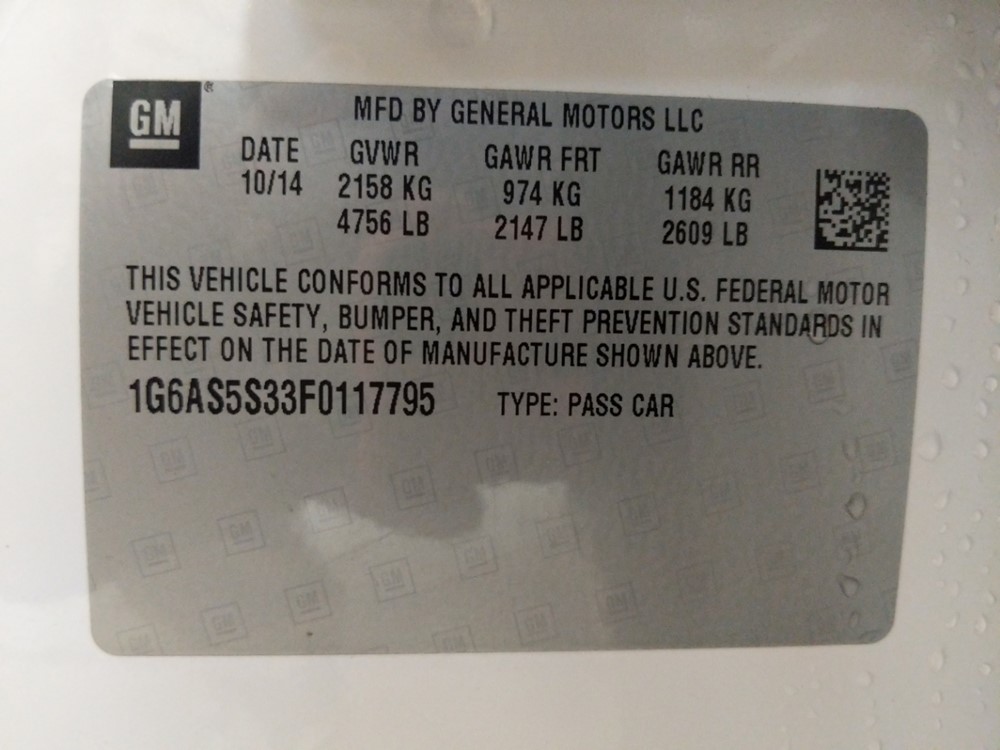 GM
MFD BY GENERAL MOTORS LLC
DATE GVWR GAWR FRT GAWR RR
10/14 2158 KG 974 KG 1184 KG
4756 LB 2147 LB 2609 LB
THIS VEHICLE CONFORMS TO ALL APPLICABLE U.S. FEDERAL MOTOR
VEHICLE SAFETY, BUMPER, AND THEFT PREVENTION STANDARDS IN
EFFECT ON THE DATE OF MANUFACTURE SHOWN ABOVE.
1G6AS5S33F0117795 TYPE: PASS CAR